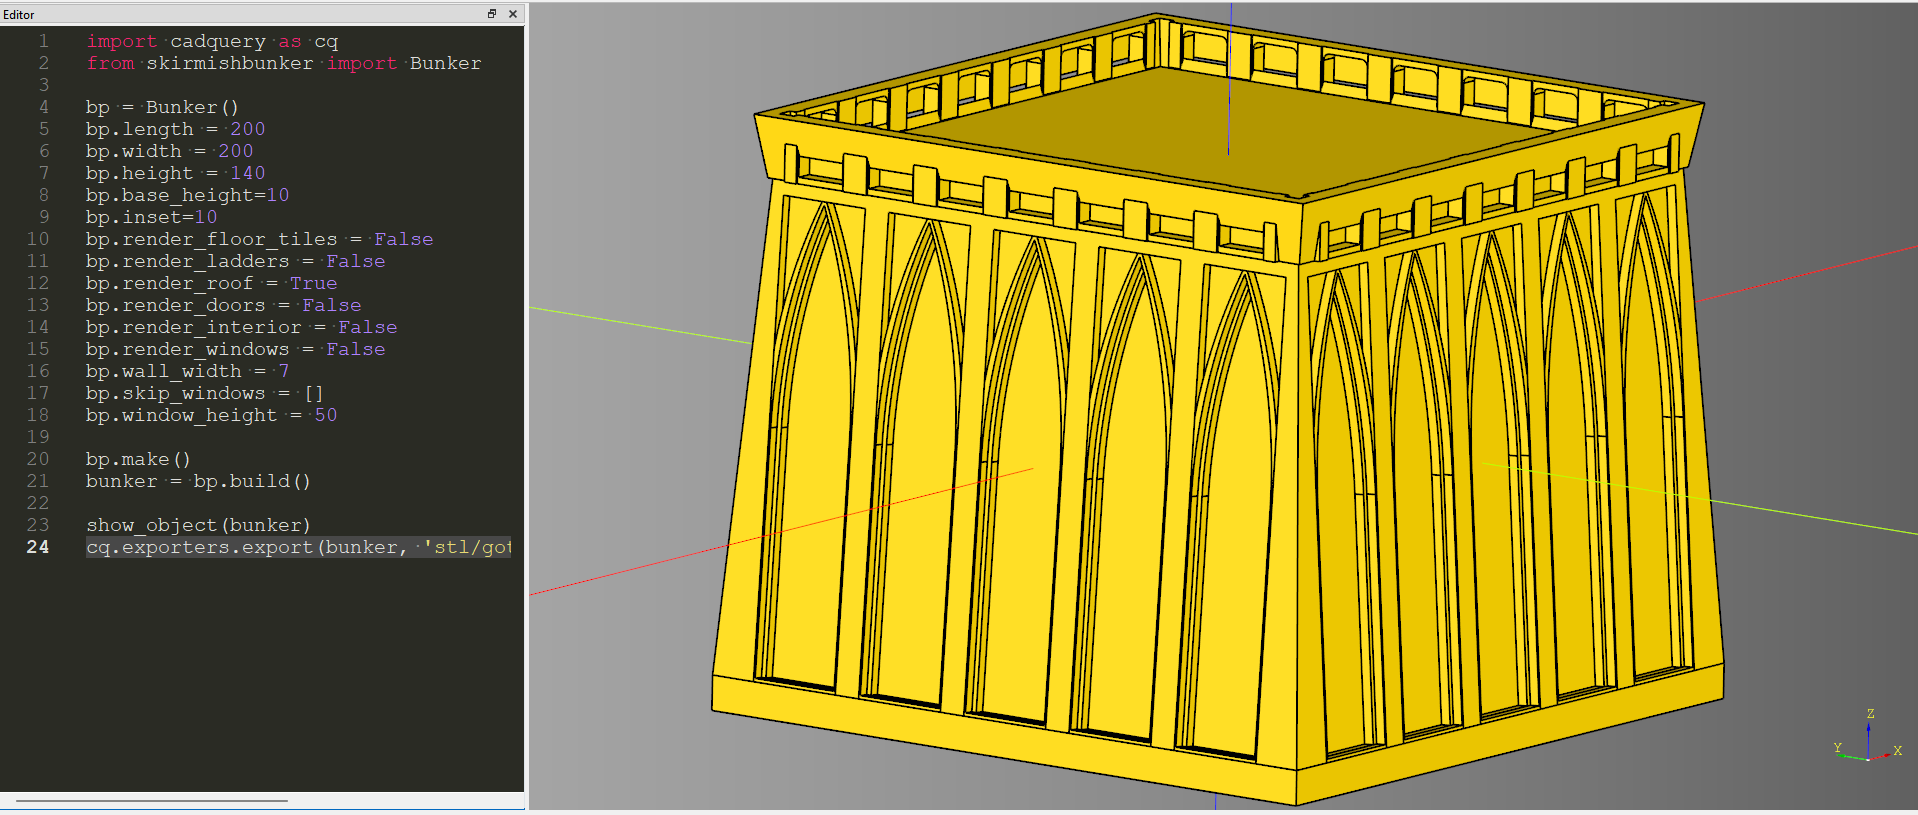 Editor
1 import cadquery as cq
2 from skirmishbunker import Bunker
3
4 bp = Bunker()
5 bp.length = 200
6 bp.width = 200
7 bp.height = 140
8 bp.base_height=10
9 bp.inset=10
10 bp.render_floor_tiles = False
11 bp.render_ladders = False
12 bp.render_roof = True
13 bp.render_doors = False
14 bp.render_interior = False
15 bp.render_windows = False
16 bp.wall_width = 7
17 bp.skip_windows = []
18 bp.window_height = 50
19
20 bp.make()
21 bunker = bp.build()
22
23 show_object(bunker)
24 cq.exporters.export(bunker, 'stl/got
Z
Y
X